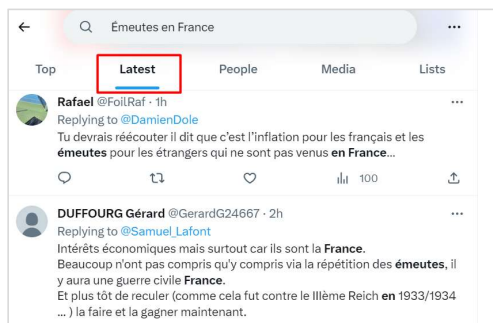 Émeutes en France
Top Latest People Media Lists
Rafael @FoilRaf · 1h
Replying to @DamienDole
Tu devrais réécouter il dit que c'est l'inflation pour les français et les
émeutes pour les étrangers qui ne sont pas venus en France...
100
DUFFOURG Gérard @GerardG24667 · 2h
Replying to @Samuel_Lafont
Intérêts économiques mais surtout car ils sont la France.
Beaucoup n'ont pas compris qu'y compris via la répétition des émeutes, il
y aura une guerre civile France.
Et plus tôt de reculer (comme cela fut contre le IIIème Reich en 1933/1934
... ) la faire et la gagner maintenant.